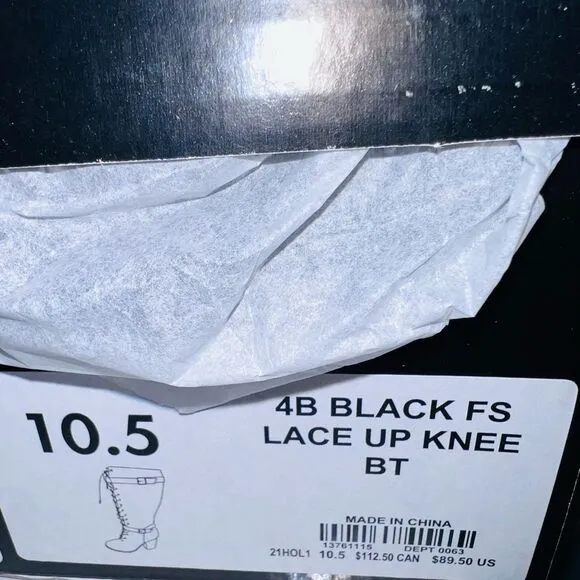 10.5
4B BLACK FS
LACE UP KNEE
BT
MADE IN CHINA
13761115 DEPT 0063
21HOL1 10.5 $112.50 CAN $89.50 US